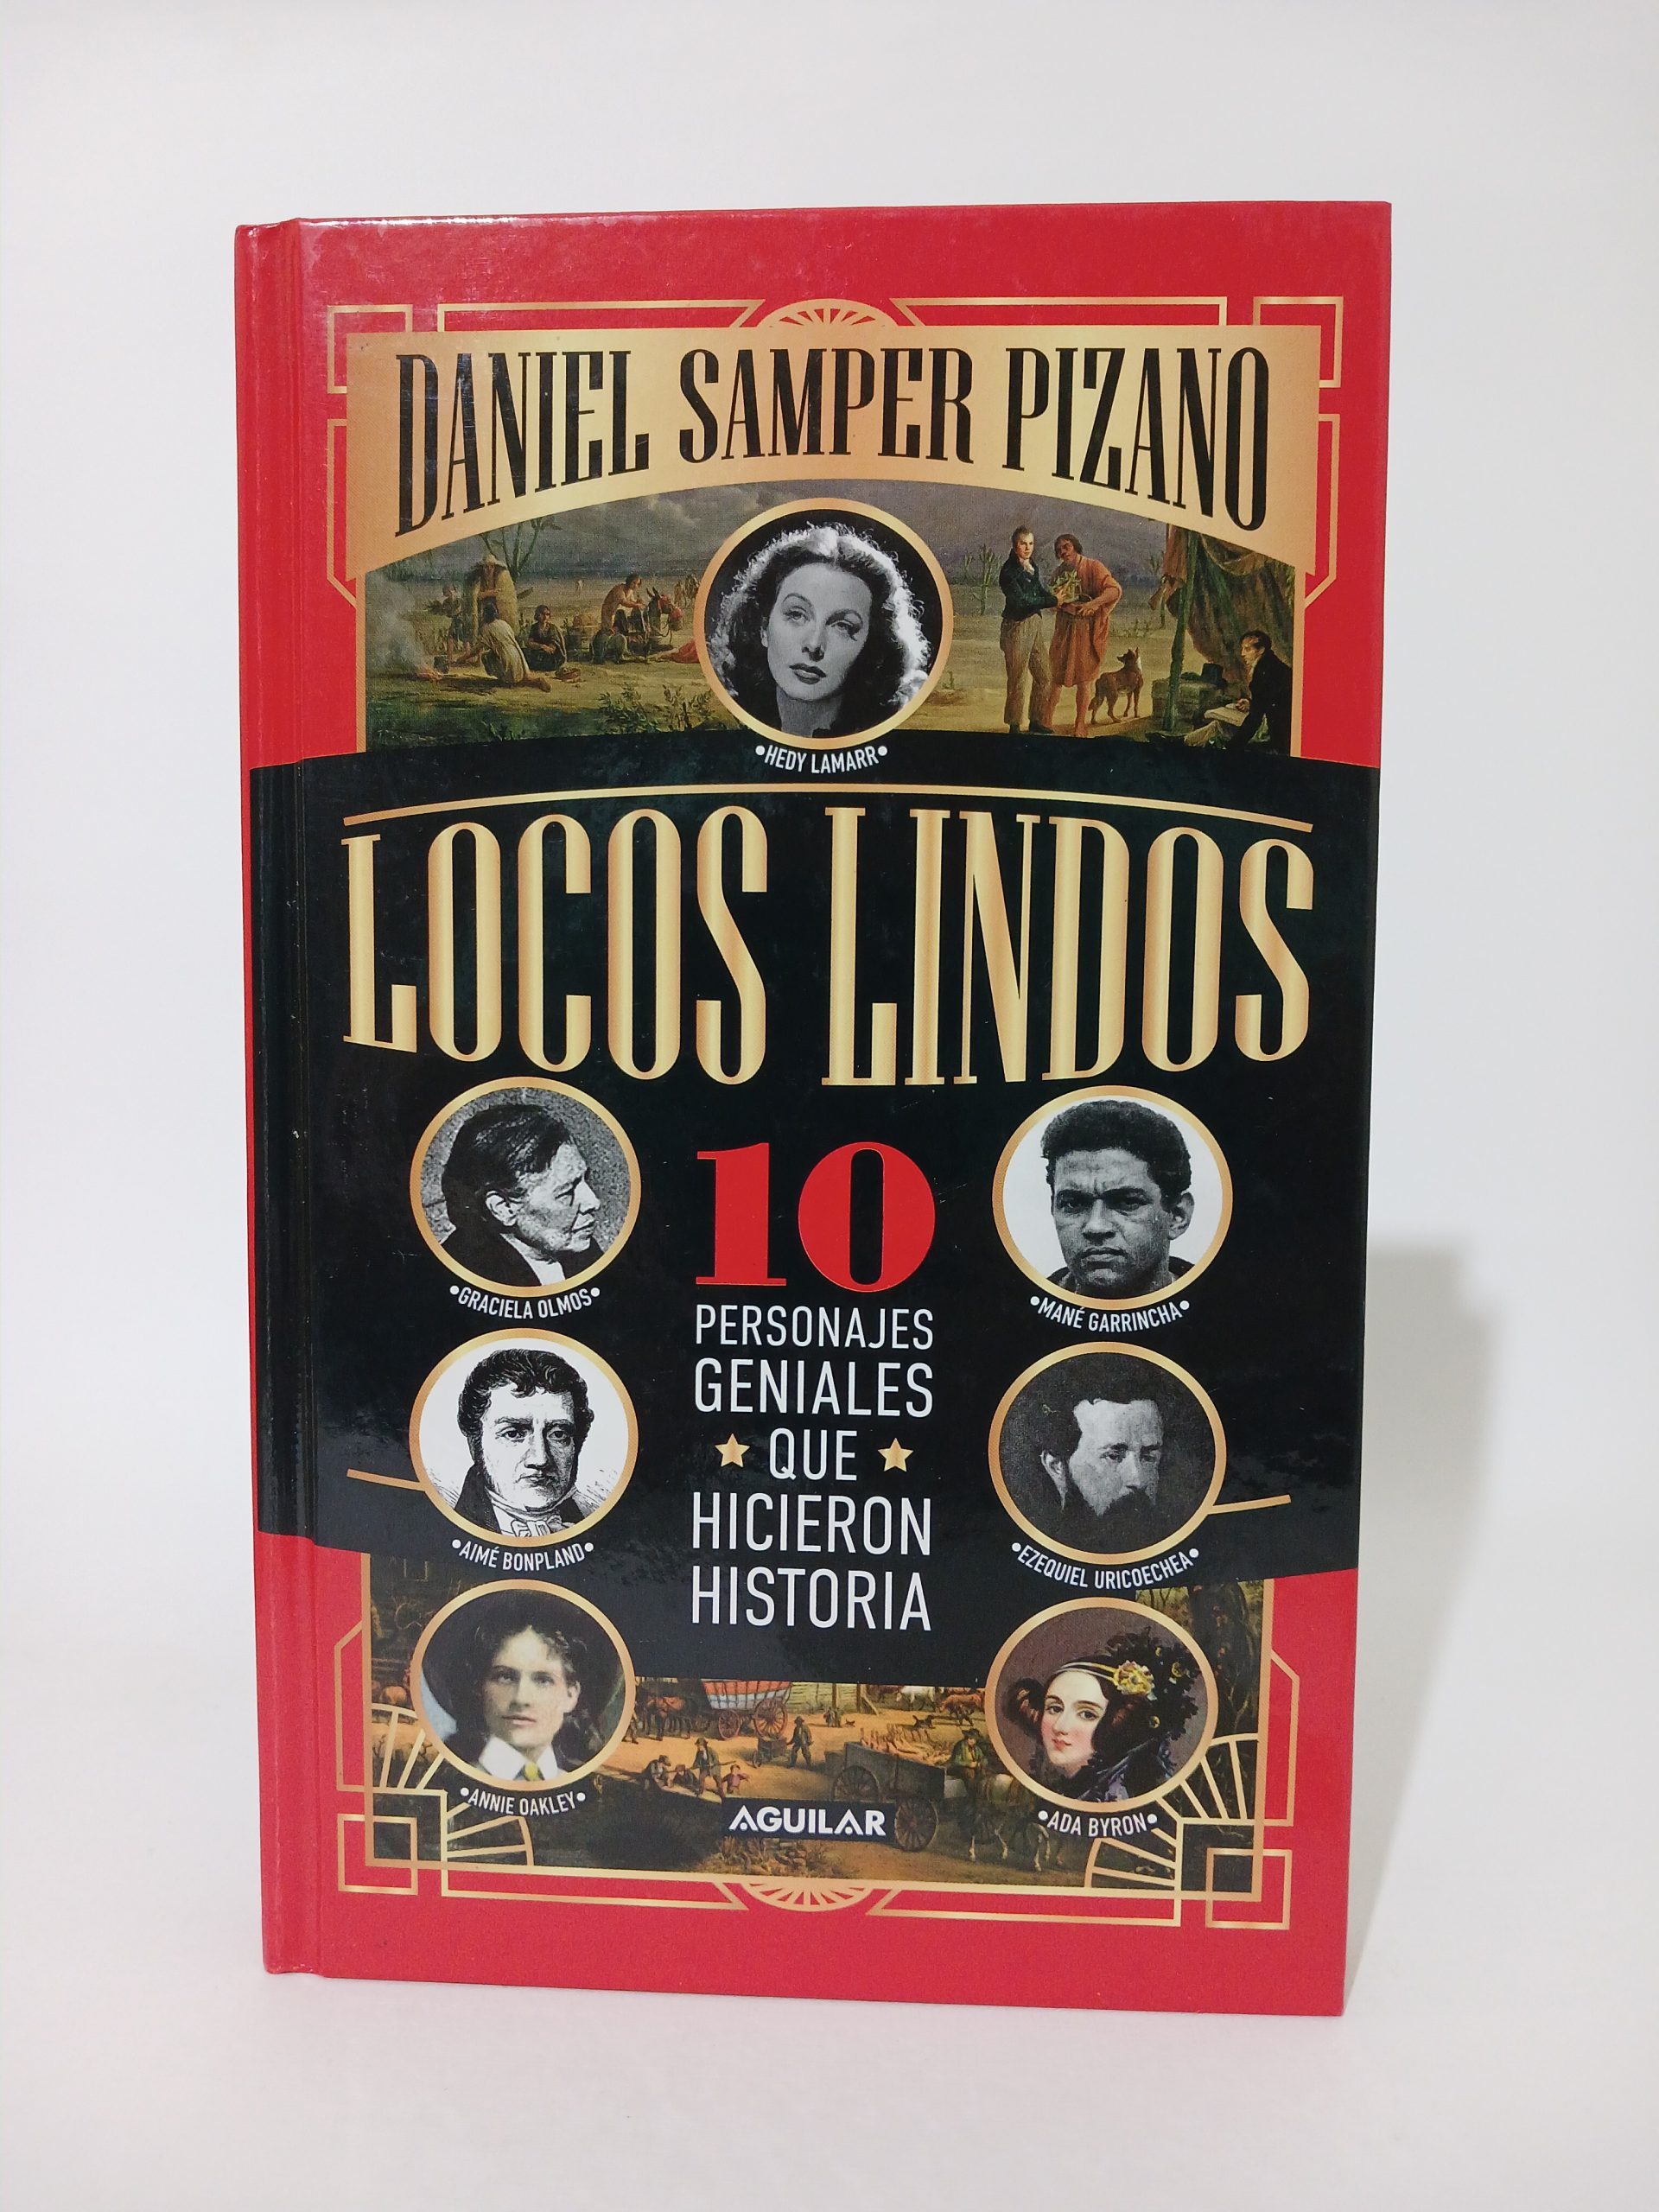 DANIEL SAMPER PIZANO
•HEDY LAMARR•
LOCOS LINDOS
•GRACIELA OLMOS•
•MANÉ GARRINCHA•
10
PERSONAJES
GENIALES
★ QUE ★
HICIERON
HISTORIA
•AIMÉ BONPLAND•
•EZEQUIEL URICOECHEA•
•ANNIE OAKLEY•
•ADA BYRON•
AGUILAR